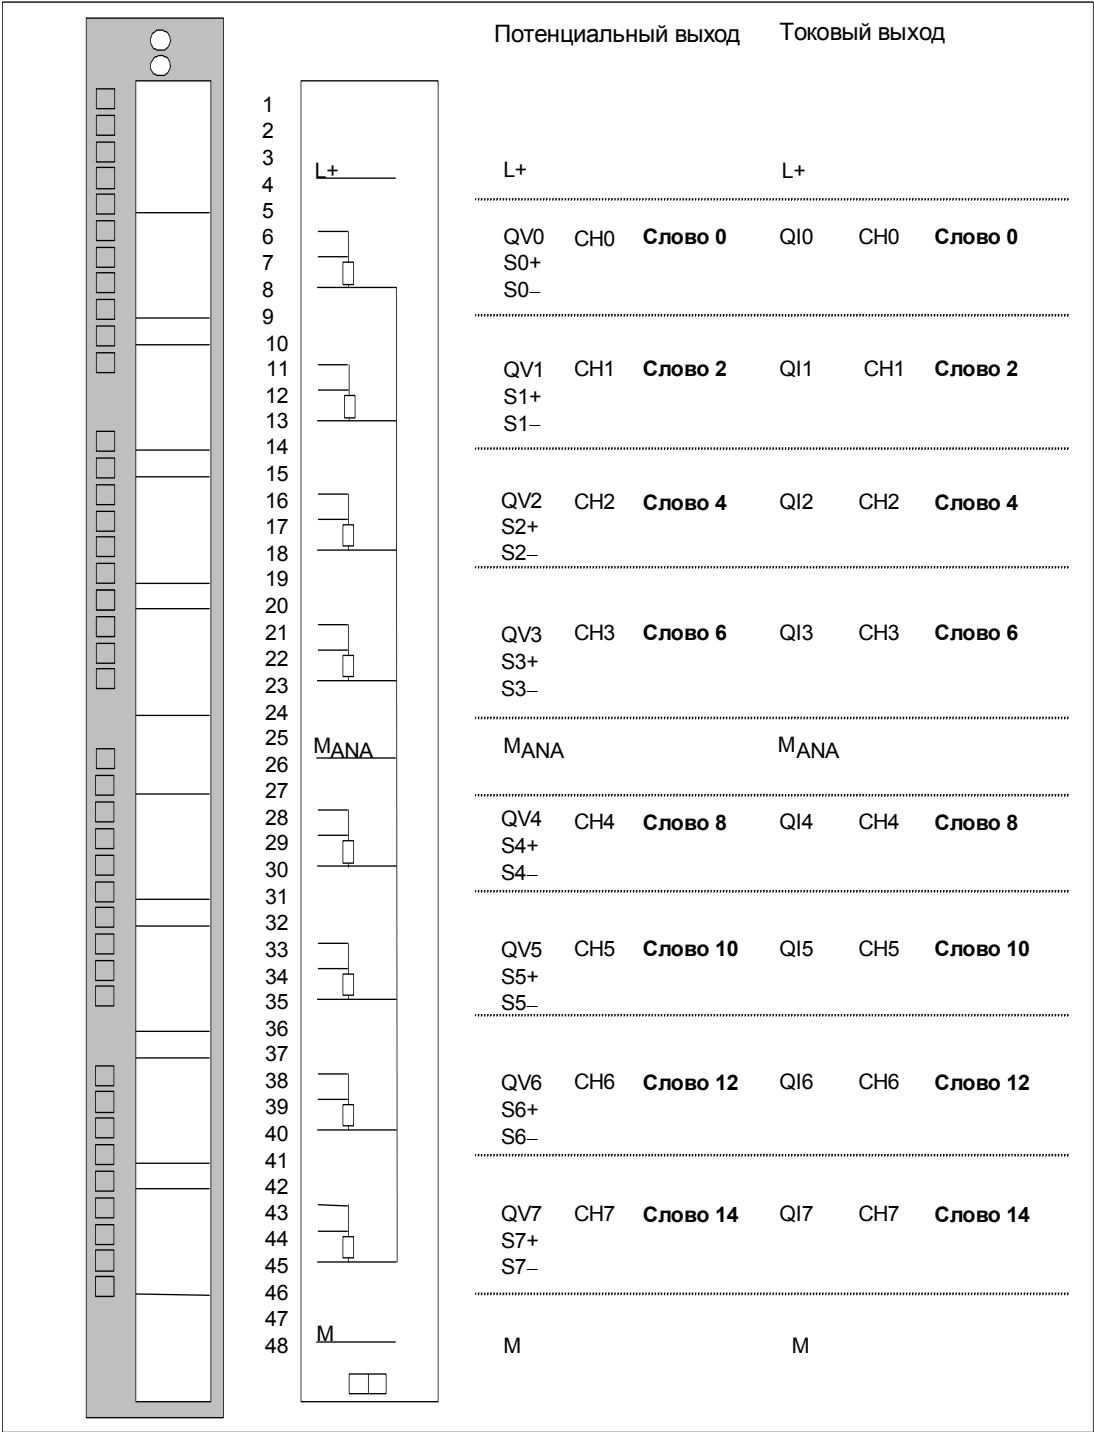 Потенциальный выход Токовый выход
1
2
3
L+ L+ L+
4
5
6 QV0 CH0 Слово 0 QI0 CH0 Слово 0
7 S0+
8 S0–
9
10
11 QV1 CH1 Слово 2 QI1 CH1 Слово 2
12 S1+
13 S1–
14
15
16 QV2 CH2 Слово 4 QI2 CH2 Слово 4
17 S2+
18 S2–
19
20
21 QV3 CH3 Слово 6 QI3 CH3 Слово 6
22 S3+
23 S3–
24
25 MANA MANA MANA
26
27
28 QV4 CH4 Слово 8 QI4 CH4 Слово 8
29 S4+
30 S4–
31
32
33 QV5 CH5 Слово 10 QI5 CH5 Слово 10
34 S5+
35 S5–
36
37
38 QV6 CH6 Слово 12 QI6 CH6 Слово 12
39 S6+
40 S6–
41
42
43 QV7 CH7 Слово 14 QI7 CH7 Слово 14
44 S7+
45 S7–
46
47
48 M M M